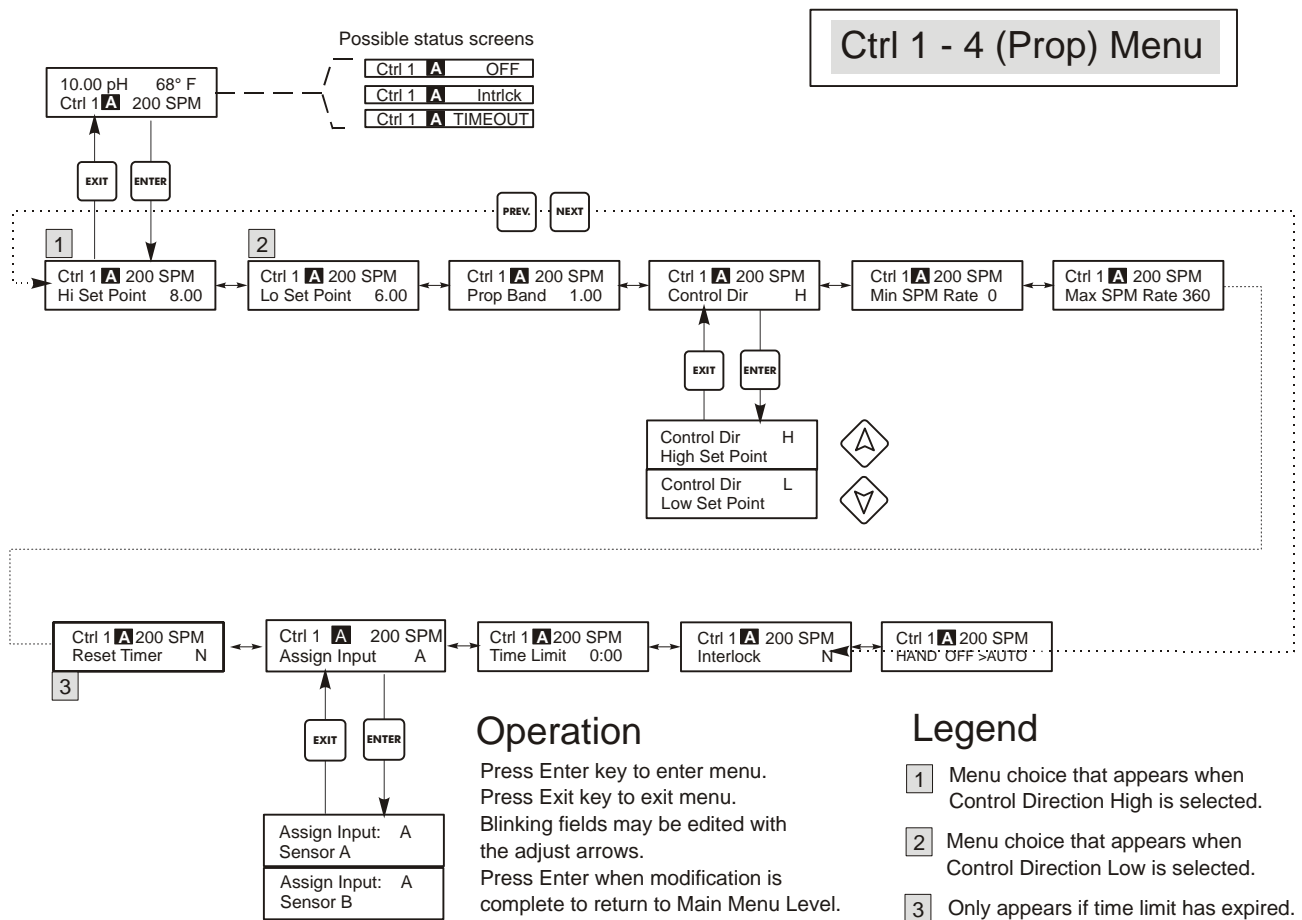 Ctrl 1 - 4 (Prop) Menu
Possible status screens
10.00 pH 68° F
Ctrl 1 A 200 SPM
Ctrl 1 A OFF
Ctrl 1 A Intrlck
Ctrl 1 A TIMEOUT
EXIT
ENTER
PREV.
NEXT
1
Ctrl 1 A 200 SPM
Hi Set Point 8.00
2
Ctrl 1 A 200 SPM
Lo Set Point 6.00
Ctrl 1 A 200 SPM
Prop Band 1.00
Ctrl 1 A 200 SPM
Control Dir H
Ctrl 1 A 200 SPM
Min SPM Rate 0
Ctrl 1 A 200 SPM
Max SPM Rate 360
EXIT
ENTER
Control Dir H
High Set Point
Control Dir L
Low Set Point
Ctrl 1 A 200 SPM
Reset Timer N
3
Ctrl 1 A 200 SPM
Assign Input A
Ctrl 1 A 200 SPM
Time Limit 0:00
Ctrl 1 A 200 SPM
Interlock N
Ctrl 1 A 200 SPM
HAND OFF >AUTO
EXIT
ENTER
Assign Input: A
Sensor A
Assign Input: A
Sensor B
Operation
Press Enter key to enter menu.
Press Exit key to exit menu.
Blinking fields may be edited with
the adjust arrows.
Press Enter when modification is
complete to return to Main Menu Level.
Legend
1 Menu choice that appears when
Control Direction High is selected.
2 Menu choice that appears when
Control Direction Low is selected.
3 Only appears if time limit has expired.